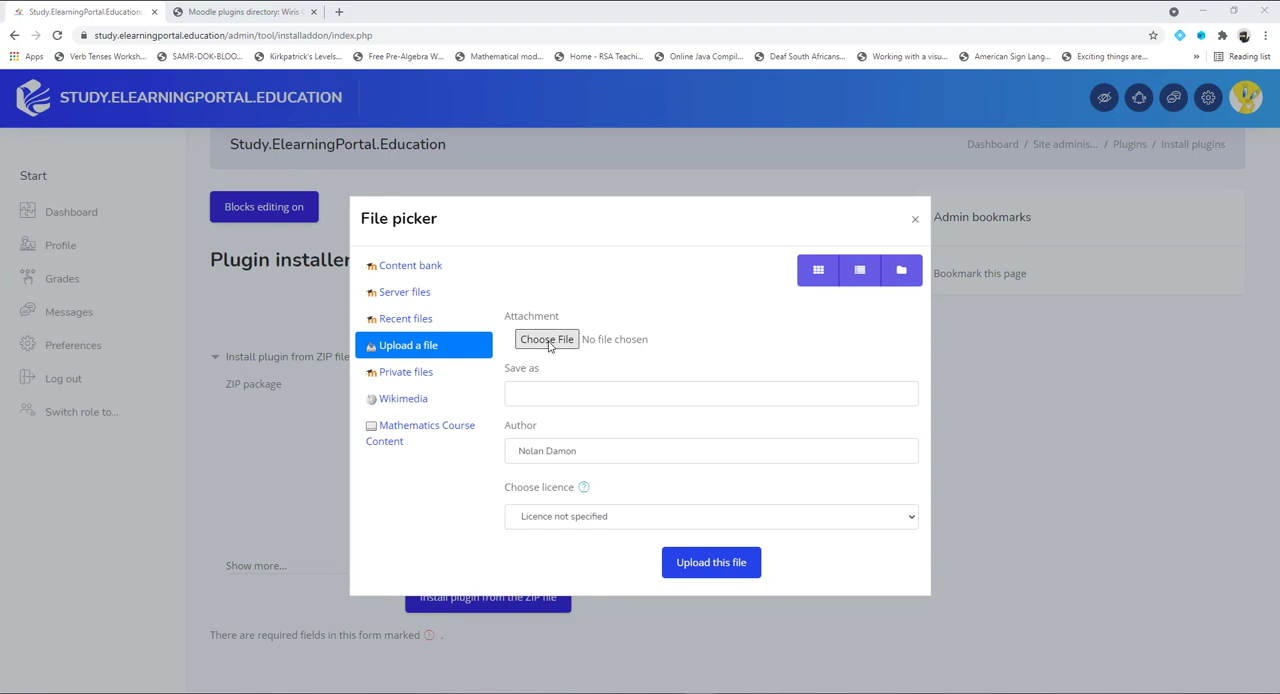 Study.ElearningPortal.Education:
Moodle plugins directory: Wiris
study.elearningportal.education/admin/tool/installaddon/index.php
Apps
Verb Tenses Worksh...
SAMR-DOK-BLOO...
Kirkpatrick's Levels...
Free Pre-Algebra W...
Mathematical mod...
Home - RSA Teachi...
Online Java Compil...
Deaf South Africans...
Working with a visu...
American Sign Lang...
Exciting things are...
»
Reading list
STUDY.ELEARNINGPORTAL.EDUCATION
Study.ElearningPortal.Education
Dashboard / Site adminis... / Plugins / Install plugins
Start
Dashboard
Profile
Grades
Messages
Preferences
Log out
Switch role to...
Blocks editing on
Plugin installer
Install plugin from ZIP file
ZIP package
Show more...
Install plugin from the ZIP file
There are required fields in this form marked .
File picker
Content bank
Server files
Recent files
Upload a file
Private files
Wikimedia
Mathematics Course
Content
Attachment
Choose File No file chosen
Save as
Author
Nolan Damon
Choose licence
Licence not specified
Upload this file
Admin bookmarks
Bookmark this page